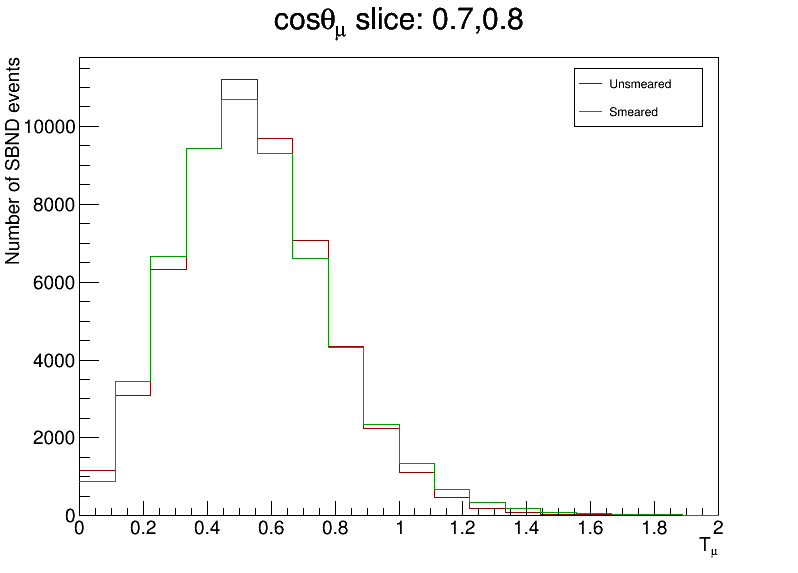 cosθμ slice: 0.7,0.8
Number of SBND events
Unsmeared
Smeared
10000
8000
6000
4000
2000
0
0 0.2 0.4 0.6 0.8 1 1.2 1.4 1.6 1.8 2
Tμ